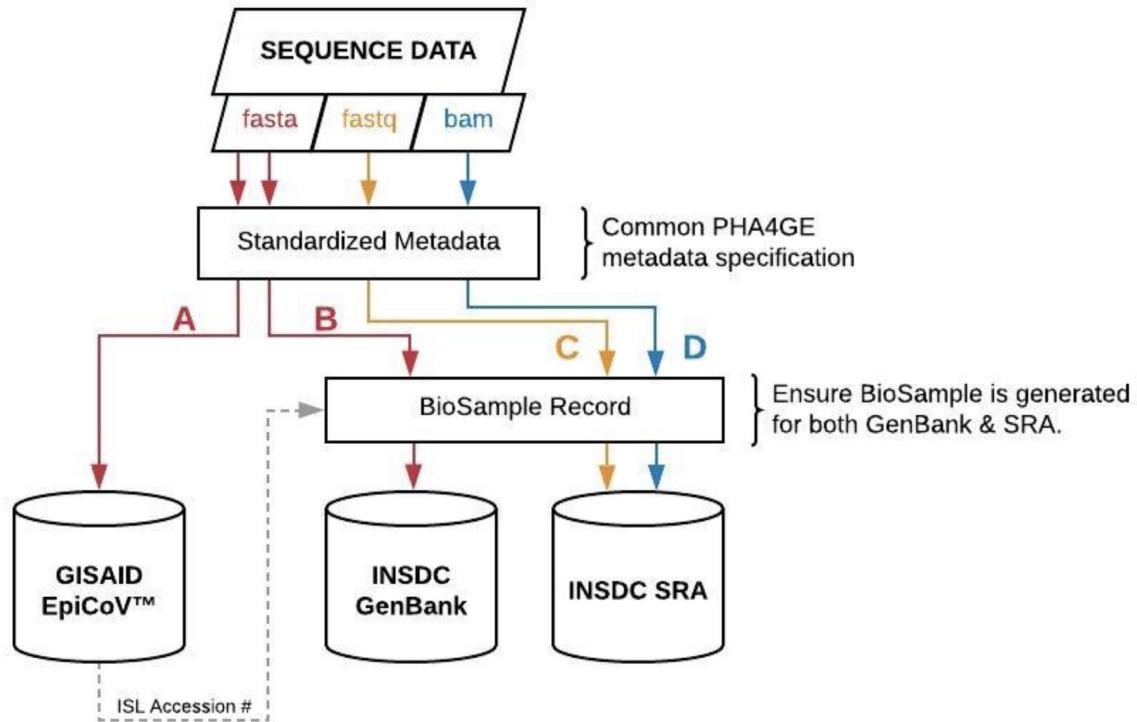 SEQUENCE DATA
fasta fastq bam
Standardized Metadata
Common PHA4GE
metadata specification
A B C D
BioSample Record
Ensure BioSample is generated
for both GenBank & SRA.
GISAID
EpiCoV™
INSDC
GenBank
INSDC SRA
ISL Accession #